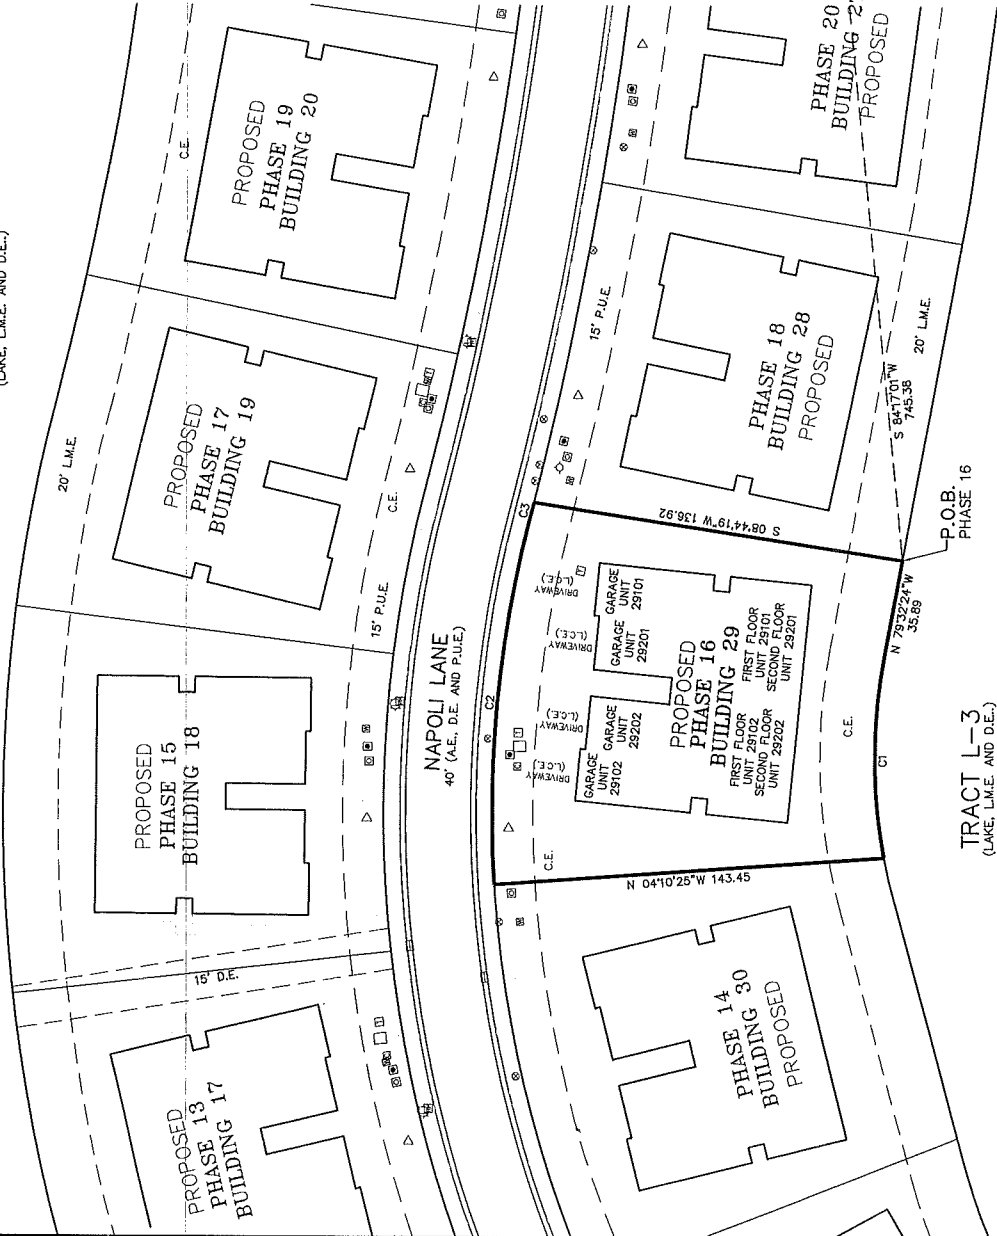 (LAKE, L.M.E. AND D.E..)
C.E.
PROPOSED
PHASE 19
BUILDING 20
PHASE 20
PROPOSED
20' L.M.E.
PROPOSED
PHASE 17
BUILDING 19
C.E.
15' P.U.E.
15' P.U.E.
PHASE 18
BUILDING 28
PROPOSED
20' L.M.E.
S 84°17'01"W
745.38
P.O.B.
PHASE 16
C3
S 08°44'19"W 136.92
N 79°32'24"W
35.89
NAPOLI LANE
40' (A.E., D.E. AND P.U.E.)
C2
DRIVEWAY
(L.C.E.)
DRIVEWAY
(L.C.E.)
DRIVEWAY
(L.C.E.)
DRIVEWAY
(L.C.E.)
GARAGE
UNIT
29101
GARAGE
UNIT
29201
GARAGE
UNIT
29202
GARAGE
UNIT
29102
PROPOSED
PHASE 16
BUILDING 29
FIRST FLOOR
UNIT 29101
SECOND FLOOR
UNIT 29201
FIRST FLOOR
UNIT 29102
SECOND FLOOR
UNIT 29202
C.E.
C.E.
N 04°10'25"W 143.45
TRACT L-3
(LAKE, L.M.E. AND D.E..)
PROPOSED
PHASE 15
BUILDING 18
15' D.E.
PROPOSED
PHASE 13
BUILDING 17
PHASE 14
BUILDING 30
PROPOSED